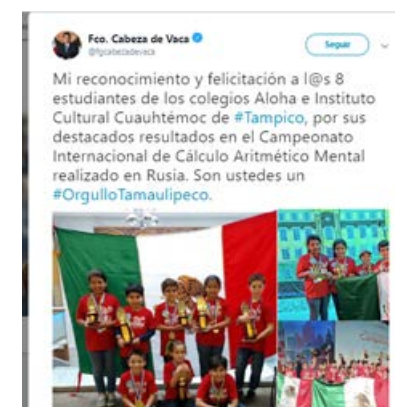 Fco. Cabeza de Vaca
@fgcabezadevaca
Seguir
Mi reconocimiento y felicitación a l@s 8
estudiantes de los colegios Aloha e Instituto
Cultural Cuauhtémoc de #Tampico, por sus
destacados resultados en el Campeonato
Internacional de Cálculo Aritmético Mental
realizado en Rusia. Son ustedes un
#OrgulloTamaulipeco.